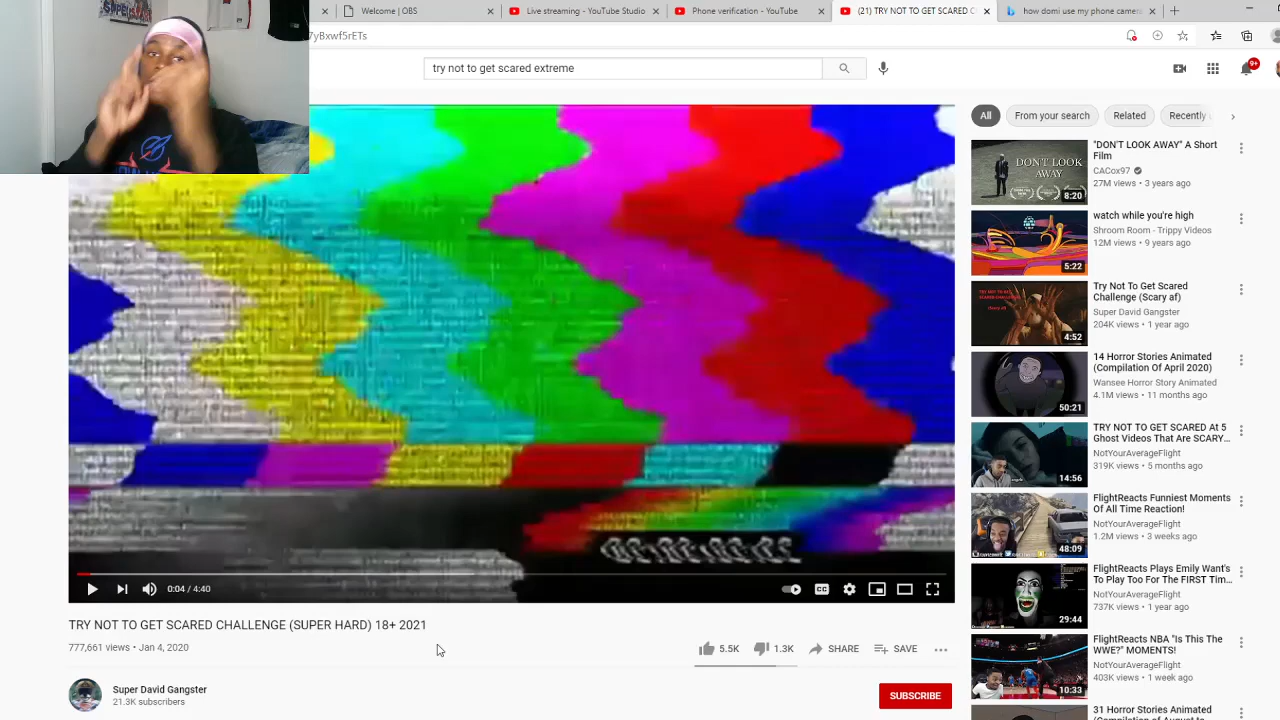 Welcome | OBS
Live streaming - YouTube Studio
Phone verification - YouTube
(21) TRY NOT TO GET SCARED C
how domi use my phone camera
7yBxwf5rETs
try not to get scared extreme
9+
All
From your search
Related
Recently
DON'T LOOK AWAY
8:20
"DON'T LOOK AWAY" A Short
Film
CACox97
27M views • 3 years ago
5:22
watch while you're high
Shroom Room - Trippy Videos
12M views • 9 years ago
4:52
Try Not To Get Scared
Challenge (Scary af)
Super David Gangster
204K views • 1 year ago
50:21
14 Horror Stories Animated
(Compilation Of April 2020)
Wansee Horror Story Animated
4.1M views • 11 months ago
14:56
TRY NOT TO GET SCARED At 5
Ghost Videos That Are SCARY...
NotYourAverageFlight
319K views • 5 months ago
48:09
FlightReacts Funniest Moments
Of All Time Reaction!
NotYourAverageFlight
1.2M views • 3 weeks ago
29:44
FlightReacts Plays Emily Want's
To Play Too For The FIRST Tim...
NotYourAverageFlight
737K views • 1 year ago
10:33
FlightReacts NBA "Is This The
WWE?" MOMENTS!
NotYourAverageFlight
403K views • 1 week ago
31 Horror Stories Animated
0:04 / 4:40
TRY NOT TO GET SCARED CHALLENGE (SUPER HARD) 18+ 2021
777,661 views • Jan 4, 2020
5.5K
1.3K
SHARE
SAVE
Super David Gangster
21.3K subscribers
SUBSCRIBE